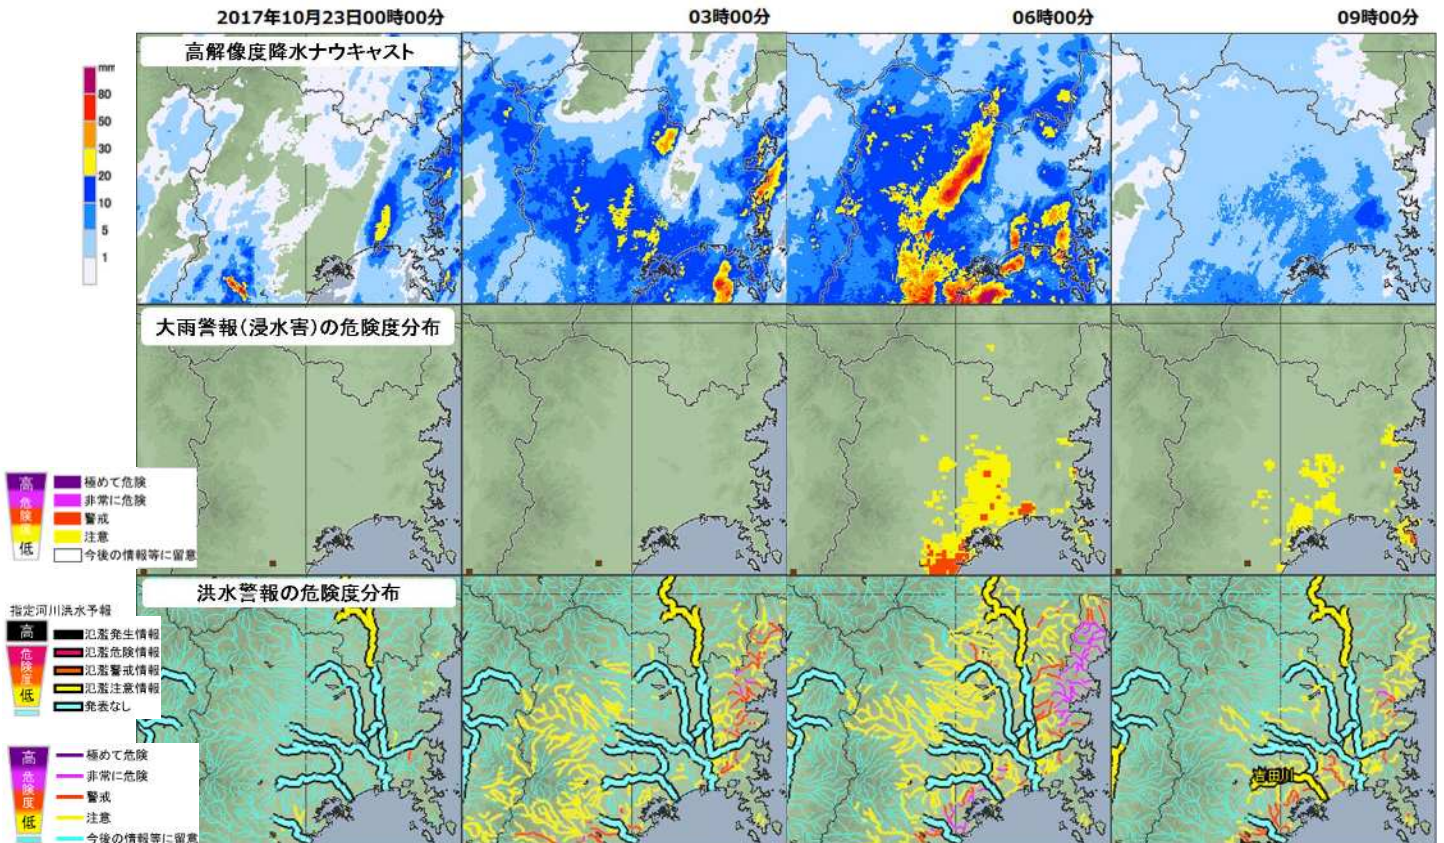 2017年10月23日00時00分
03時00分
06時00分
09時00分
高解像度降水ナウキャスト
mm
80
50
30
20
10
5
1
大雨警報(浸水害)の危険度分布
高
危険度
低
極めて危険
非常に危険
警戒
注意
今後の情報等に留意
洪水警報の危険度分布
指定河川洪水予報
高
危険度
低
氾濫発生情報
氾濫危険情報
氾濫警戒情報
氾濫注意情報
発表なし
高
危険度
低
極めて危険
非常に危険
警戒
注意
今後の情報等に留意
吉田川